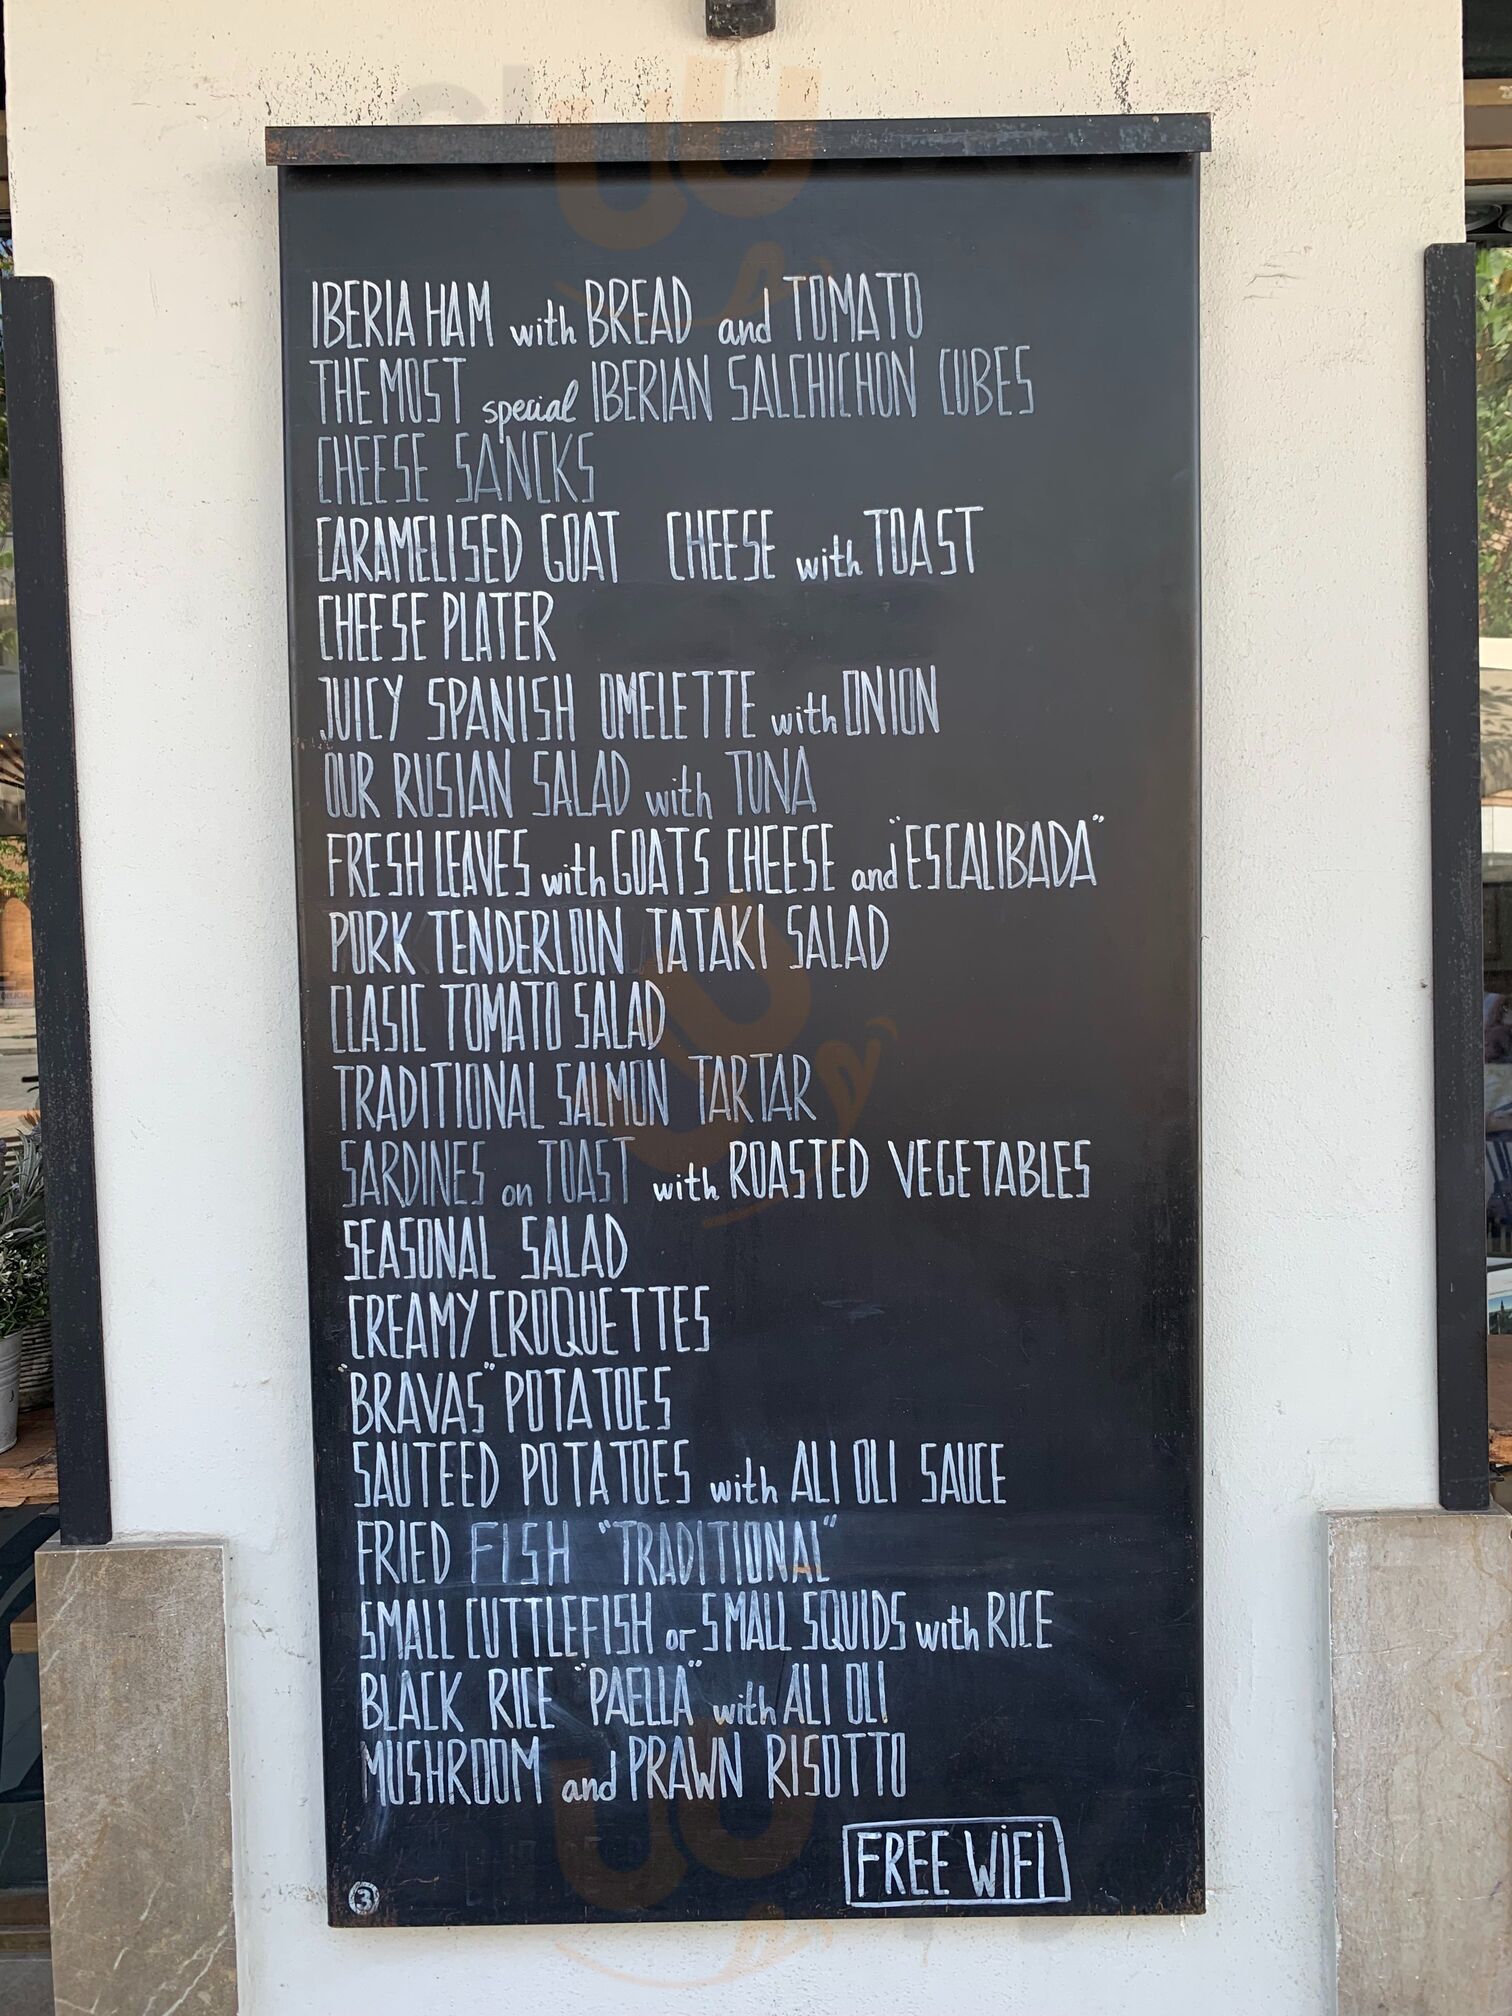 IBERIA HAM with BREAD and TOMATO
THE MOST special IBERIAN SALCHICHON CUBES
CHEESE SANCKS
CARAMELISED GOAT CHEESE with TOAST
CHEESE PLATER
JUICY SPANISH OMELETTE with ONION
OUR RUSIAN SALAD with TUNA
FRESH LEAVES with GOATS CHEESE and "ESCALIBADA"
PORK TENDERLOIN TATAKI SALAD
CLASIC TOMATO SALAD
TRADITIONAL SALMON TARTAR
SARDINES on TOAST with ROASTED VEGETABLES
SEASONAL SALAD
CREAMY CROQUETTES
"BRAVAS" POTATOES
SAUTEED POTATOES with ALI OLI SAUCE
FRIED FISH "TRADITIONAL"
SMALL CUTTLEFISH or SMALL SQUIDS with RICE
BLACK RICE "PAELLA" with ALI OLI
MUSHROOM and PRAWN RISOTTO
FREE WiFi
3